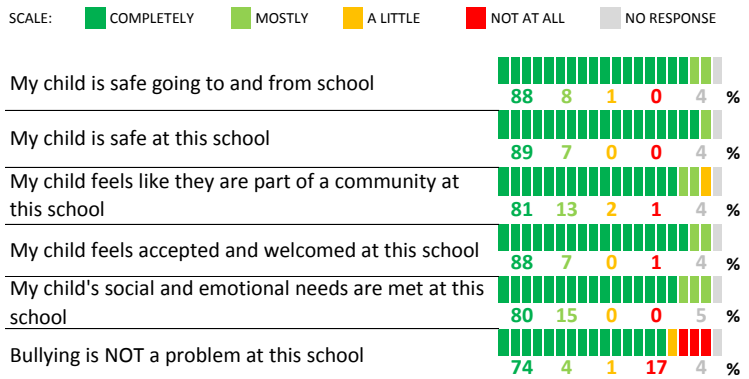 SCALE: COMPLETELY MOSTLY A LITTLE NOT AT ALL NO RESPONSE
My child is safe going to and from school
88 8 1 0 4 %
My child is safe at this school
89 7 0 0 4 %
My child feels like they are part of a community at
this school
81 13 2 1 4 %
My child feels accepted and welcomed at this school
88 7 0 1 4 %
My child's social and emotional needs are met at this
school
80 15 0 0 5 %
Bullying is NOT a problem at this school
74 4 1 17 4 %